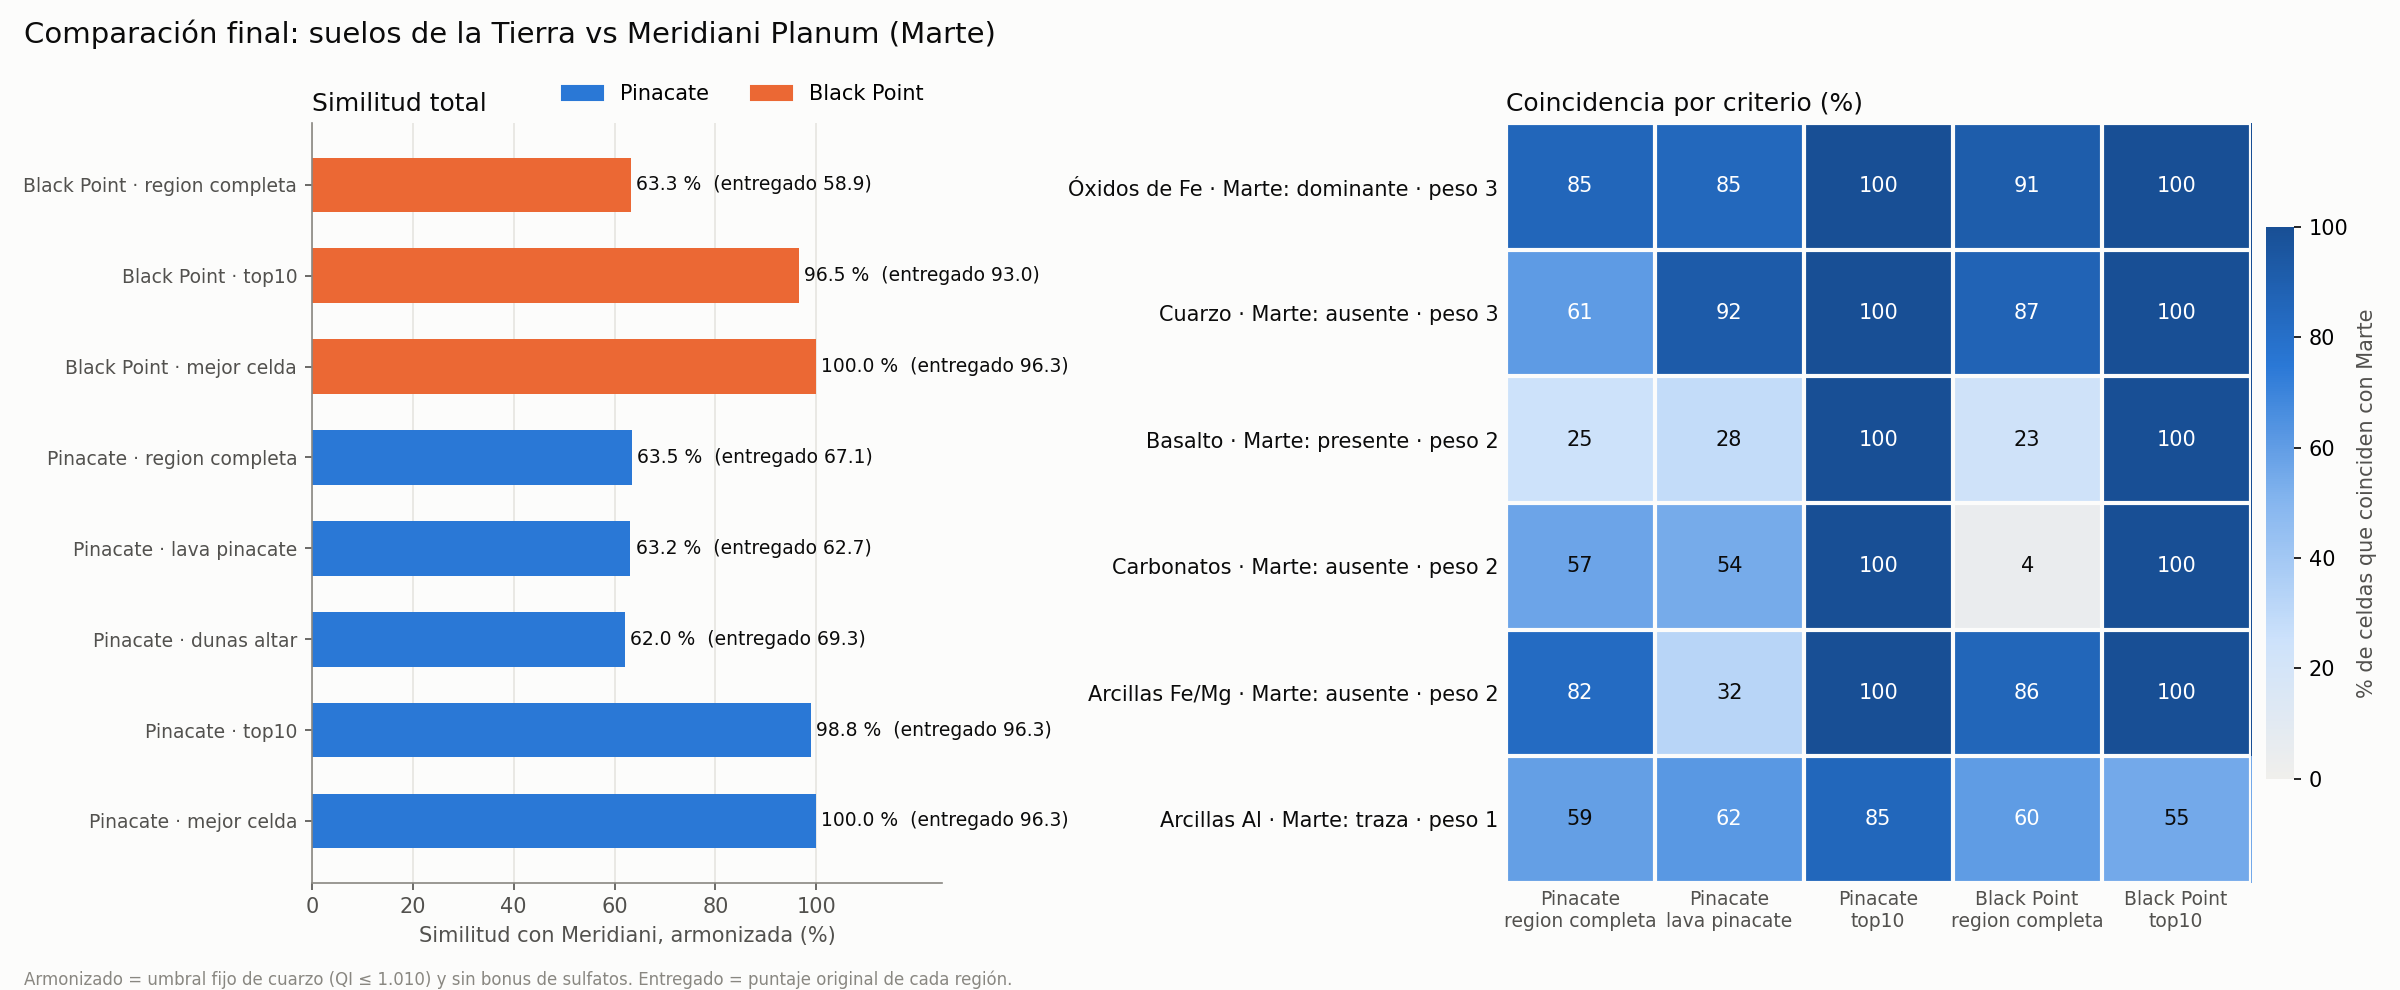 Comparación final: suelos de la Tierra vs Meridiani Planum (Marte)
Similitud total
Pinacate
Black Point
Black Point · region completa
63.3 % (entregado 58.9)
Black Point · top10
96.5 % (entregado 93.0)
Black Point · mejor celda
100.0 % (entregado 96.3)
Pinacate · region completa
63.5 % (entregado 67.1)
Pinacate · lava pinacate
63.2 % (entregado 62.7)
Pinacate · dunas altar
62.0 % (entregado 69.3)
Pinacate · top10
98.8 % (entregado 96.3)
Pinacate · mejor celda
100.0 % (entregado 96.3)
0 20 40 60 80 100
Similitud con Meridiani, armonizada (%)
Coincidencia por criterio (%)
Óxidos de Fe · Marte: dominante · peso 3
85 85 100 91 100
Cuarzo · Marte: ausente · peso 3
61 92 100 87 100
Basalto · Marte: presente · peso 2
25 28 100 23 100
Carbonatos · Marte: ausente · peso 2
57 54 100 4 100
Arcillas Fe/Mg · Marte: ausente · peso 2
82 32 100 86 100
Arcillas Al · Marte: traza · peso 1
59 62 85 60 55
Pinacate
region completa
Pinacate
lava pinacate
Pinacate
top10
Black Point
region completa
Black Point
top10
100
80
60
40
20
0
% de celdas que coinciden con Marte
Armonizado = umbral fijo de cuarzo (QI ≤ 1.010) y sin bonus de sulfatos. Entregado = puntaje original de cada región.